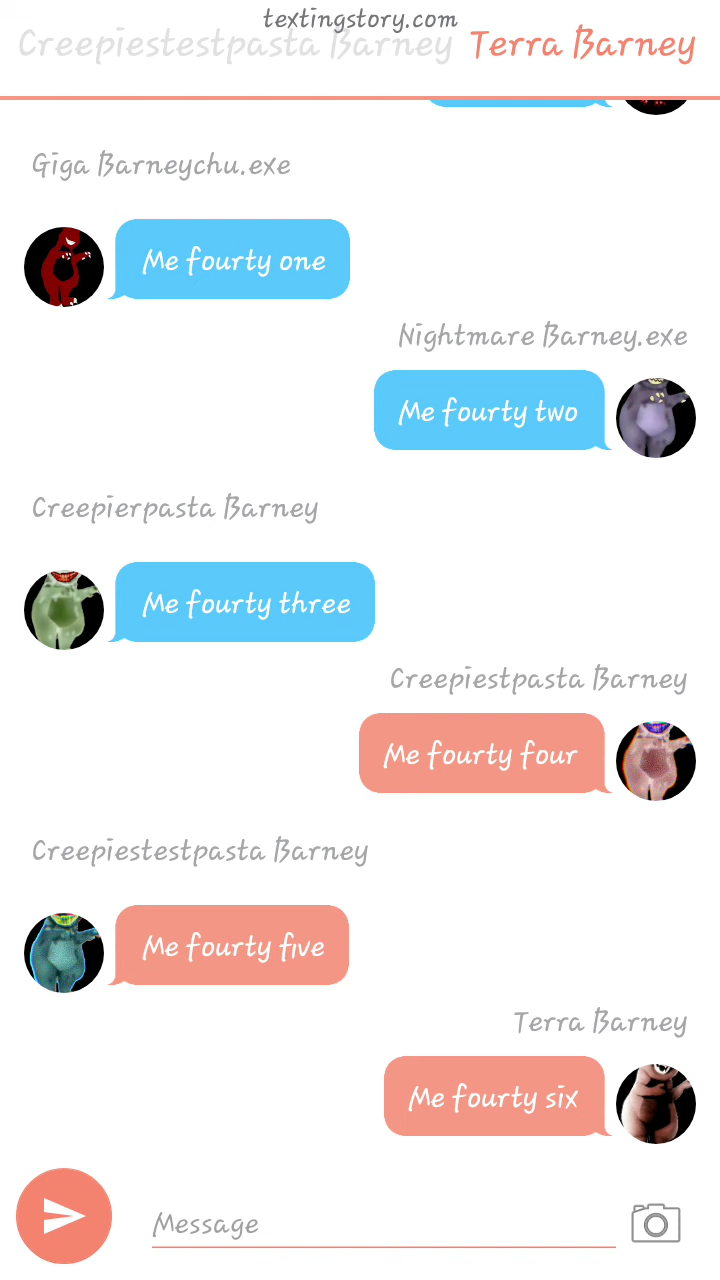 textingstory.com
Creepiestestpasta Barney Terra Barney
Giga Barneychu.exe
Me fourty one
Nightmare Barney.exe
Me fourty two
Creepierpasta Barney
Me fourty three
Creepiestpasta Barney
Me fourty four
Creepiestestpasta Barney
Me fourty five
Terra Barney
Me fourty six
Message